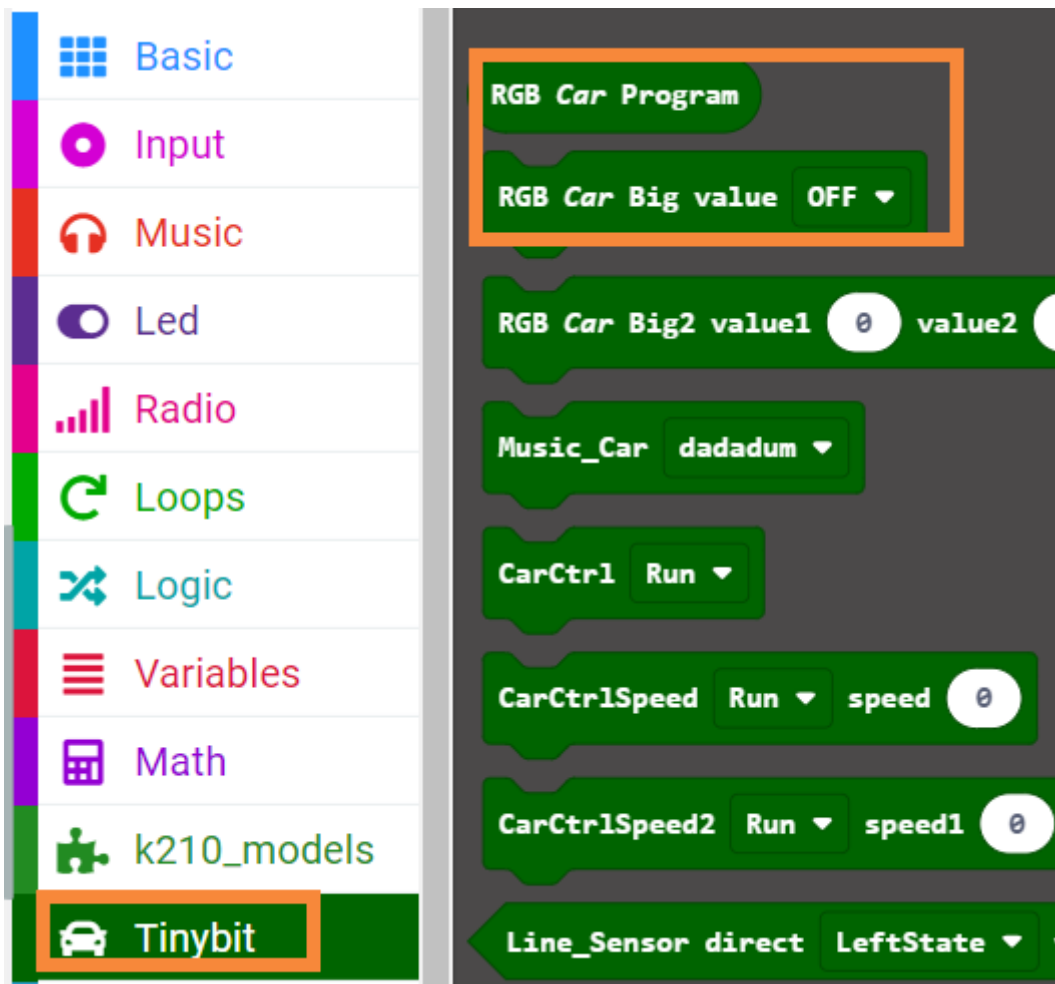 Basic
Input
Music
Led
Radio
Loops
Logic
Variables
Math
k210_models
Tinybit
RGB Car Program
RGB Car Big value OFF
RGB Car Big2 value1 0 value2
Music_Car dadadum
CarCtrl Run
CarCtrlSpeed Run speed 0
CarCtrlSpeed2 Run speed1 0
Line_Sensor direct LeftState